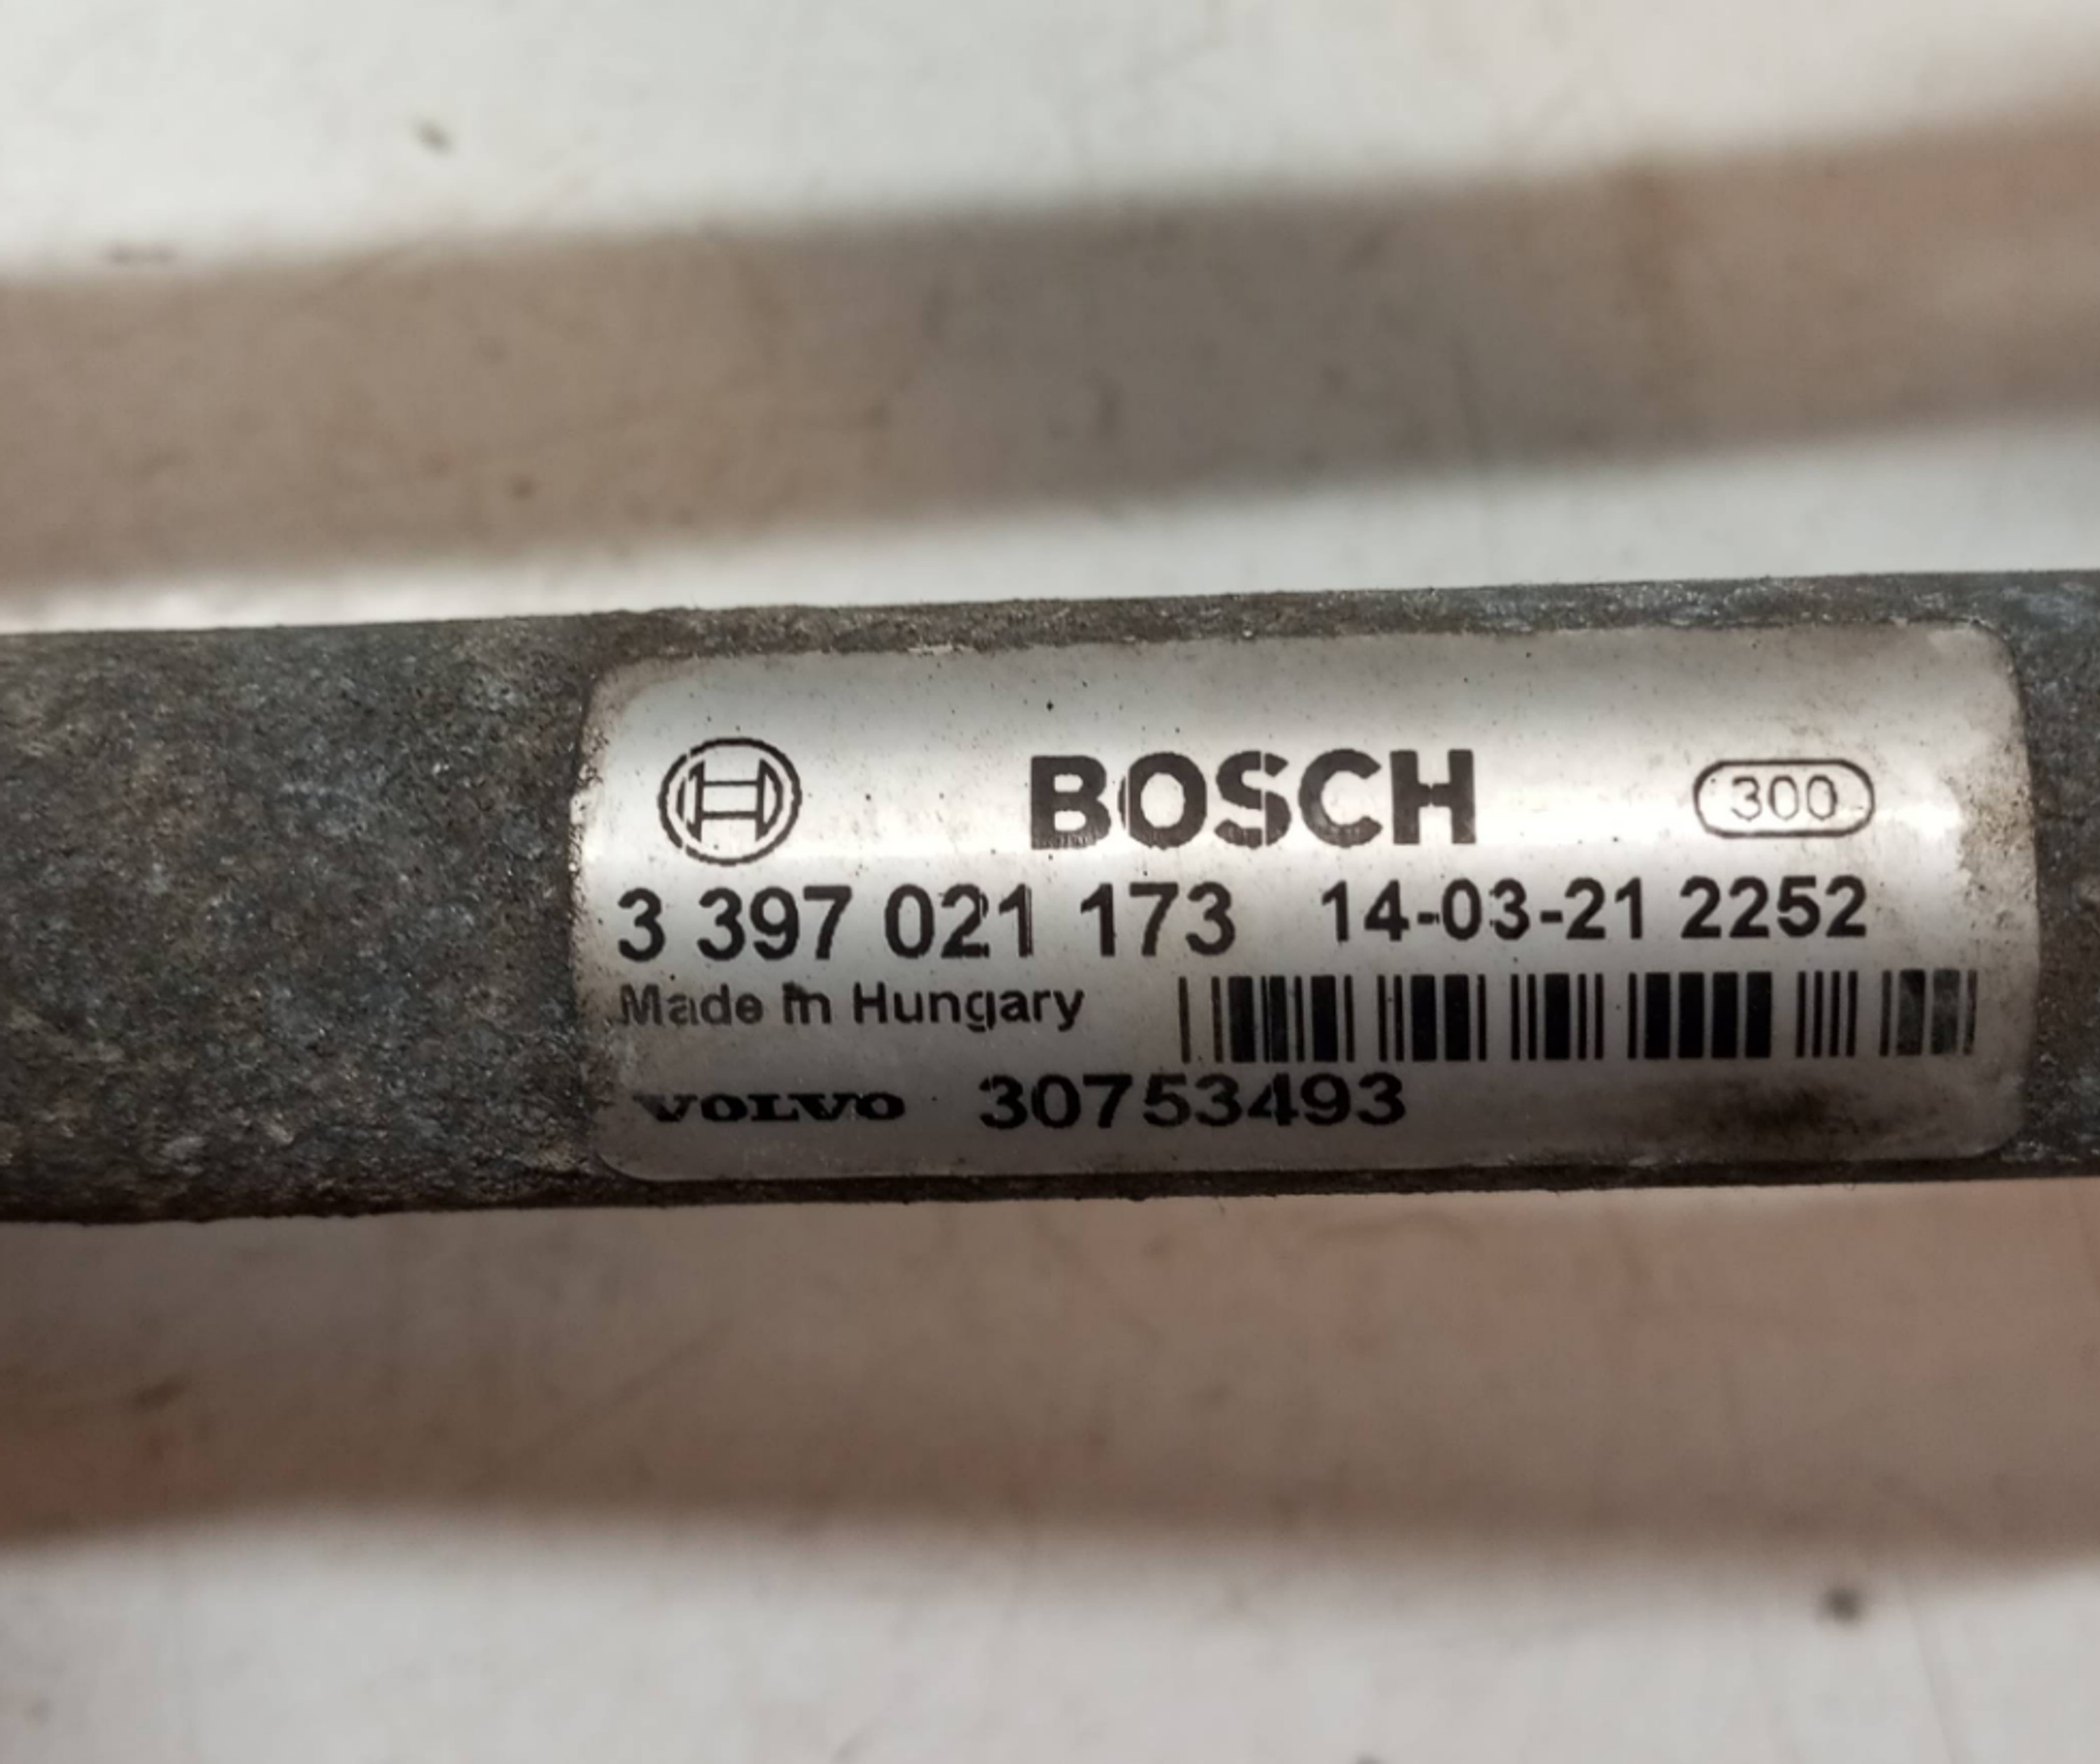 BOSCH 300
3 397 021 173 14-03-21 2252
Made in Hungary
VOLVO 30753493